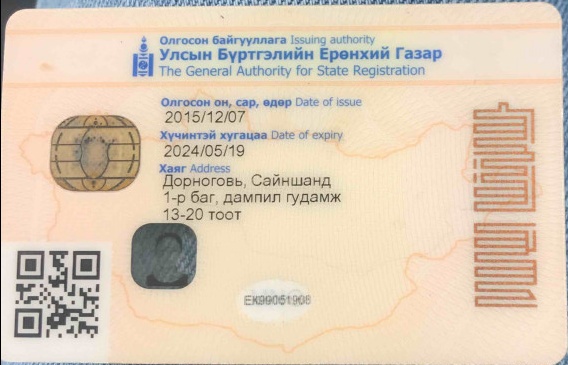 Олгосон байгууллага Issuing authority
Улсын Бүртгэлийн Ерөнхий Газар
The General Authority for State Registration
Олгосон он, сар, өдөр Date of issue
2015/12/07
Хүчинтэй хугацаа Date of expiry
2024/05/19
Хаяг Address
Дорноговь, Сайншанд
1-р баг, дампил гудамж
13-20 тоот